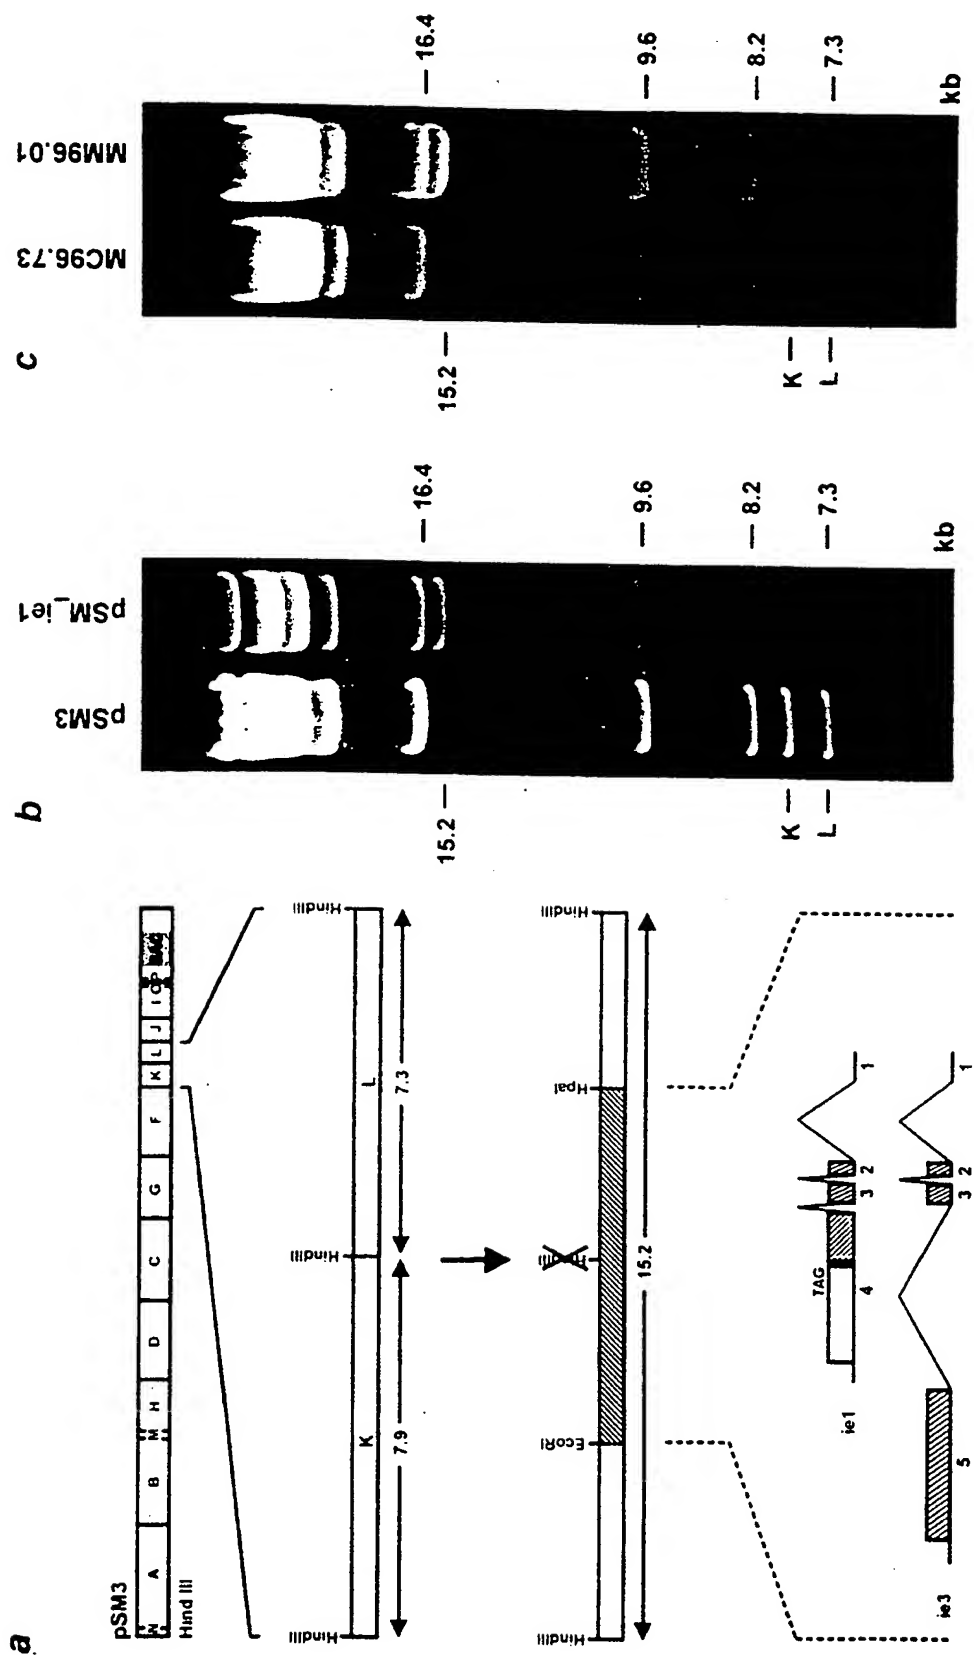 a
pSM3
Hind III
N A B M H D C G F K L J I O P BAC
HindIII HindIII HindIII
K L
7.9 7.3
HindIII EcoRI HpaI HindIII
15.2
TAG
ie1
4 3 2 1
ie3
5 3 2 1
b
pSM3 pSM_ie1
15.2
K
L
16.4
9.6
8.2
7.3
kb
c
MC96.73 MM96.01
15.2
K
L
16.4
9.6
8.2
7.3
kb